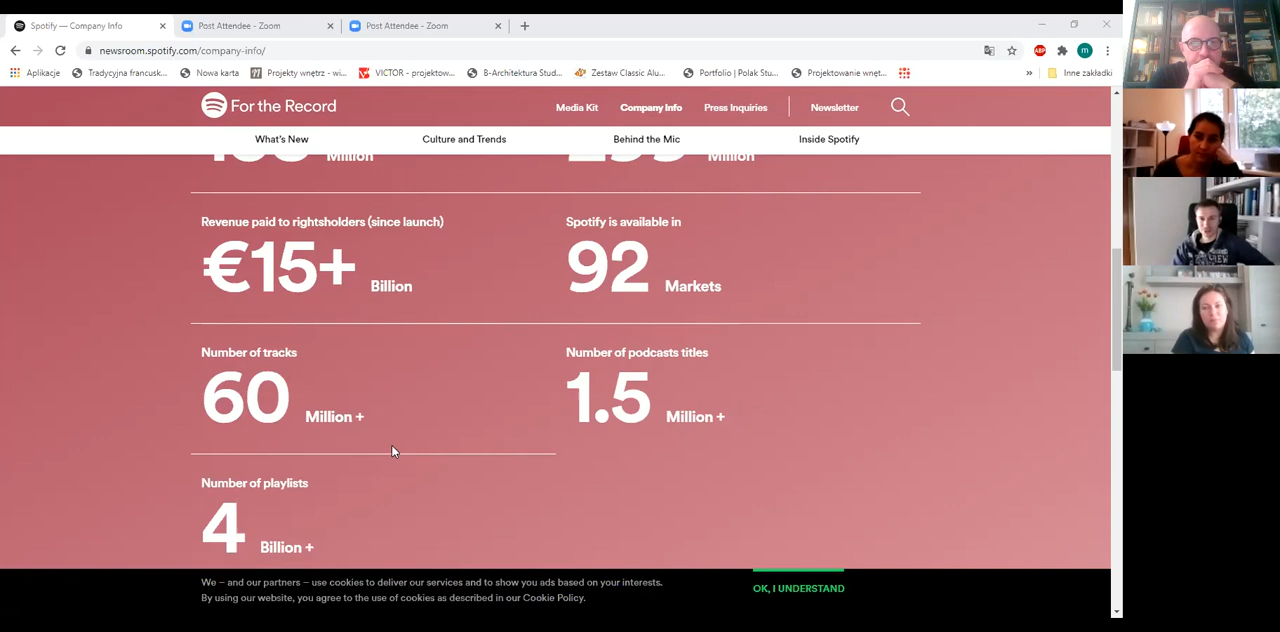 Spotify — Company Info
Post Attendee - Zoom
Post Attendee - Zoom
newsroom.spotify.com/company-info/
ABP
m
Aplikacje
Tradycyjna francusk...
Nowa karta
Projekty wnętrz - wi...
VICTOR - projektow...
B-Architektura Stud...
Zestaw Classic Alu...
Portfolio | Polak Stu...
Projektowanie wnęt...
»
Inne zakładki
For the Record
Media Kit
Company Info
Press Inquiries
Newsletter
What's New
Culture and Trends
Behind the Mic
Inside Spotify
Million
Million
Revenue paid to rightsholders (since launch)
€15+ Billion
Spotify is available in
92 Markets
Number of tracks
60 Million +
Number of podcasts titles
1.5 Million +
Number of playlists
4 Billion +
We – and our partners – use cookies to deliver our services and to show you ads based on your interests.
By using our website, you agree to the use of cookies as described in our Cookie Policy.
OK, I UNDERSTAND